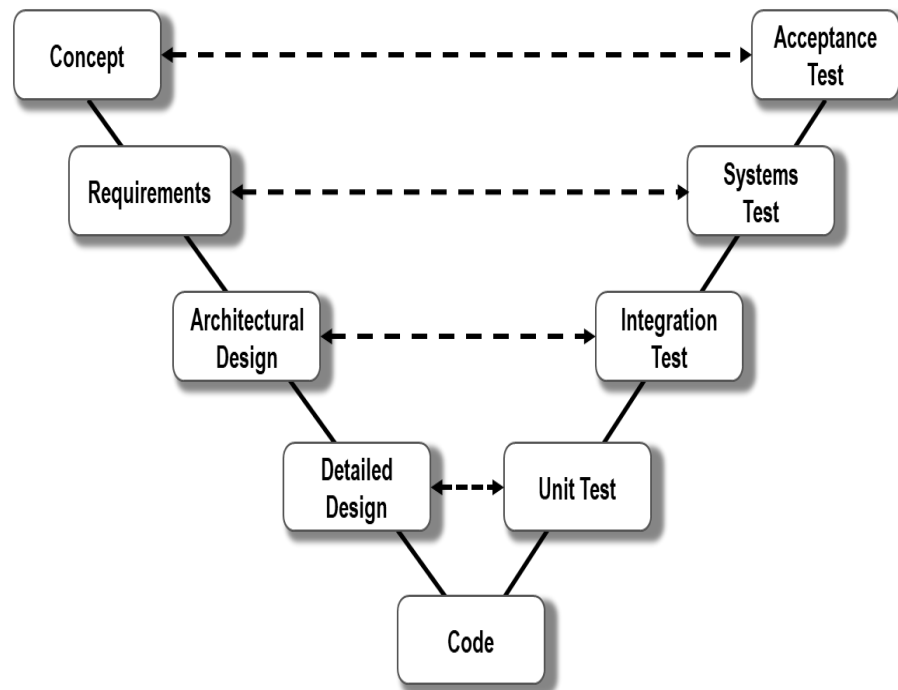 Concept
Acceptance
Test
Requirements
Systems
Test
Architectural
Design
Integration
Test
Detailed
Design
Unit Test
Code